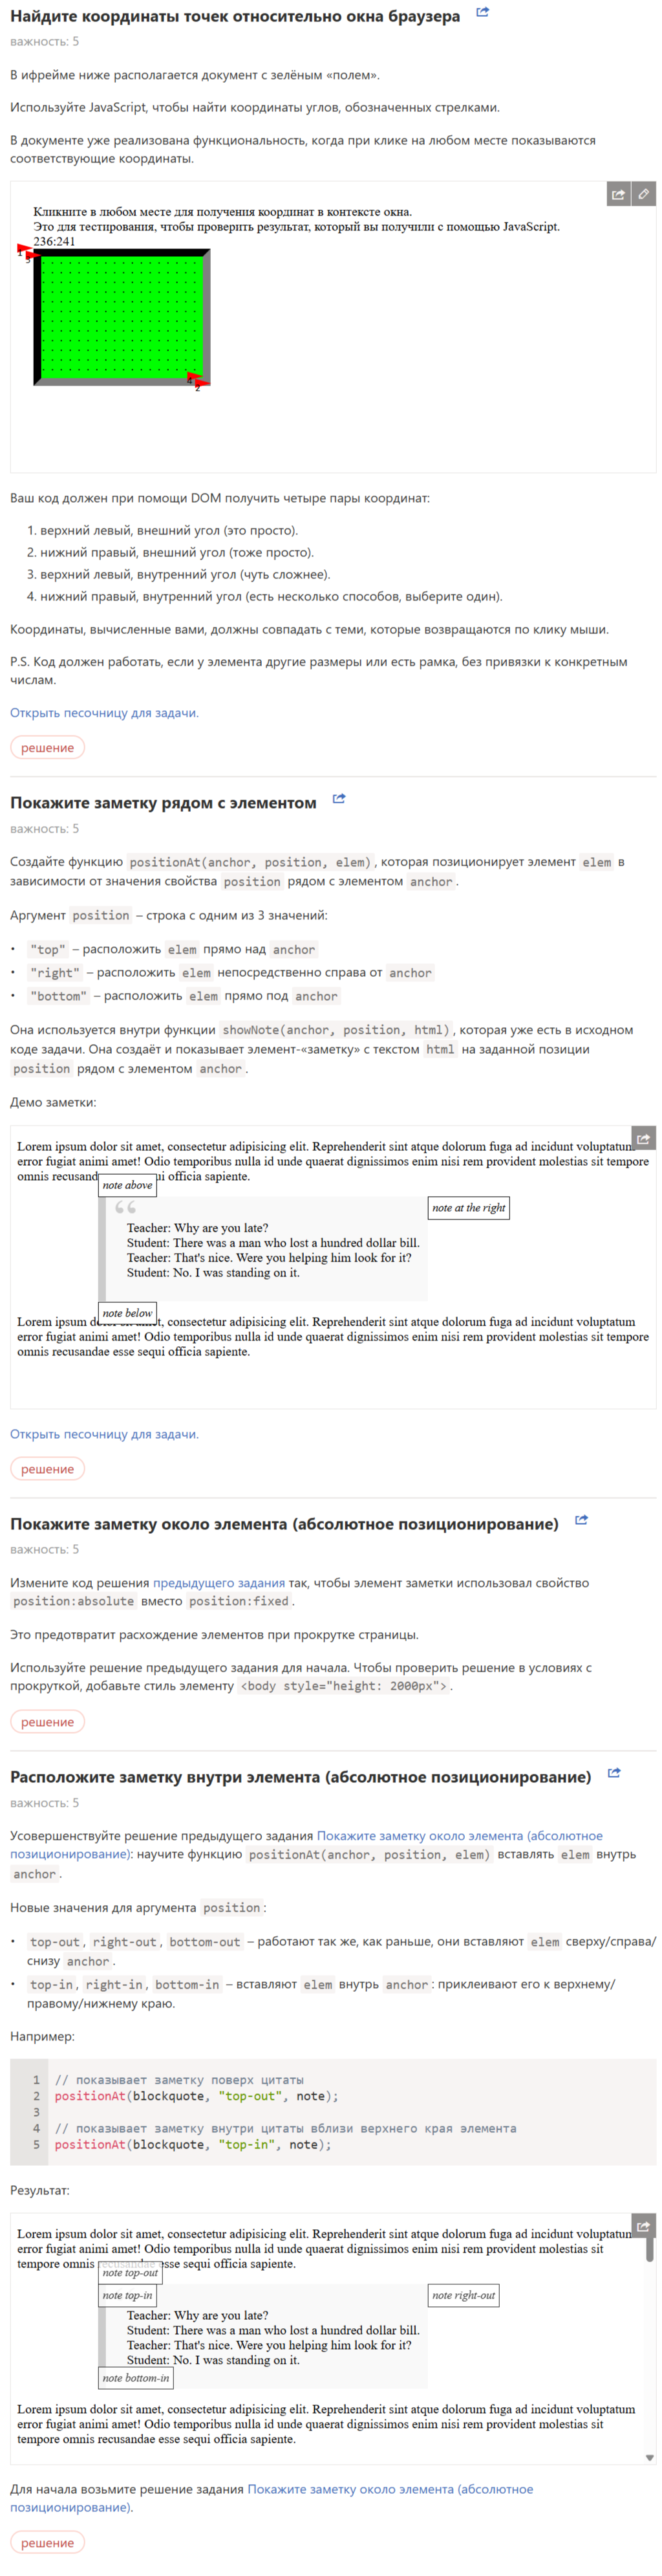 Найдите координаты точек относительно окна браузера
важность: 5
В ифрейме ниже располагается документ с зелёным «полем».
Используйте JavaScript, чтобы найти координаты углов, обозначенных стрелками.
В документе уже реализована функциональность, когда при клике на любом месте показываются
соответствующие координаты.
Кликните в любом месте для получения координат в контексте окна.
Это для тестирования, чтобы проверить результат, который вы получили с помощью JavaScript.
236:241
1
3
4
2
Ваш код должен при помощи DOM получить четыре пары координат:
1. верхний левый, внешний угол (это просто).
2. нижний правый, внешний угол (тоже просто).
3. верхний левый, внутренний угол (чуть сложнее).
4. нижний правый, внутренний угол (есть несколько способов, выберите один).
Координаты, вычисленные вами, должны совпадать с теми, которые возвращаются по клику мыши.
P.S. Код должен работать, если у элемента другие размеры или есть рамка, без привязки к конкретным
числам.
Открыть песочницу для задачи.
решение
Покажите заметку рядом с элементом
важность: 5
Создайте функцию positionAt(anchor, position, elem), которая позиционирует элемент elem в
зависимости от значения свойства position рядом с элементом anchor.
Аргумент position – строка с одним из 3 значений:
• "top" – расположить elem прямо над anchor
• "right" – расположить elem непосредственно справа от anchor
• "bottom" – расположить elem прямо под anchor
Она используется внутри функции showNote(anchor, position, html), которая уже есть в исходном
коде задачи. Она создаёт и показывает элемент-«заметку» с текстом html на заданной позиции
position рядом с элементом anchor.
Демо заметки:
Lorem ipsum dolor sit amet, consectetur adipisicing elit. Reprehenderit sint atque dolorum fuga ad incidunt voluptatum
error fugiat animi amet! Odio temporibus nulla id unde quaerat dignissimos enim nisi rem provident molestias sit tempore
omnis recusand ui officia sapiente.
note above
“
note at the right
Teacher: Why are you late?
Student: There was a man who lost a hundred dollar bill.
Teacher: That's nice. Were you helping him look for it?
Student: No. I was standing on it.
note below
Lorem ipsum do t, consectetur adipisicing elit. Reprehenderit sint atque dolorum fuga ad incidunt voluptatum
error fugiat animi amet! Odio temporibus nulla id unde quaerat dignissimos enim nisi rem provident molestias sit tempore
omnis recusandae esse sequi officia sapiente.
Открыть песочницу для задачи.
решение
Покажите заметку около элемента (абсолютное позиционирование)
важность: 5
Измените код решения предыдущего задания так, чтобы элемент заметки использовал свойство
position:absolute вместо position:fixed.
Это предотвратит расхождение элементов при прокрутке страницы.
Используйте решение предыдущего задания для начала. Чтобы проверить решение в условиях с
прокруткой, добавьте стиль элементу <body style="height: 2000px">.
решение
Расположите заметку внутри элемента (абсолютное позиционирование)
важность: 5
Усовершенствуйте решение предыдущего задания Покажите заметку около элемента (абсолютное
позиционирование): научите функцию positionAt(anchor, position, elem) вставлять elem внутрь
anchor.
Новые значения для аргумента position:
• top-out, right-out, bottom-out – работают так же, как раньше, они вставляют elem сверху/справа/
снизу anchor.
• top-in, right-in, bottom-in – вставляют elem внутрь anchor: приклеивают его к верхнему/
правому/нижнему краю.
Например:
1 // показывает заметку поверх цитаты
2 positionAt(blockquote, "top-out", note);
3
4 // показывает заметку внутри цитаты вблизи верхнего края элемента
5 positionAt(blockquote, "top-in", note);
Результат:
Lorem ipsum dolor sit amet, consectetur adipisicing elit. Reprehenderit sint atque dolorum fuga ad incidunt voluptatum
error fugiat animi amet! Odio temporibus nulla id unde quaerat dignissimos enim nisi rem provident molestias sit
tempore omnis recusandae esse sequi officia sapiente.
note top-out
note top-in
note right-out
Teacher: Why are you late?
Student: There was a man who lost a hundred dollar bill.
Teacher: That's nice. Were you helping him look for it?
Student: No. I was standing on it.
note bottom-in
Lorem ipsum dolor sit amet, consectetur adipisicing elit. Reprehenderit sint atque dolorum fuga ad incidunt voluptatum
error fugiat animi amet! Odio temporibus nulla id unde quaerat dignissimos enim nisi rem provident molestias sit
tempore omnis recusandae esse sequi officia sapiente.
Для начала возьмите решение задания Покажите заметку около элемента (абсолютное
позиционирование).
решение